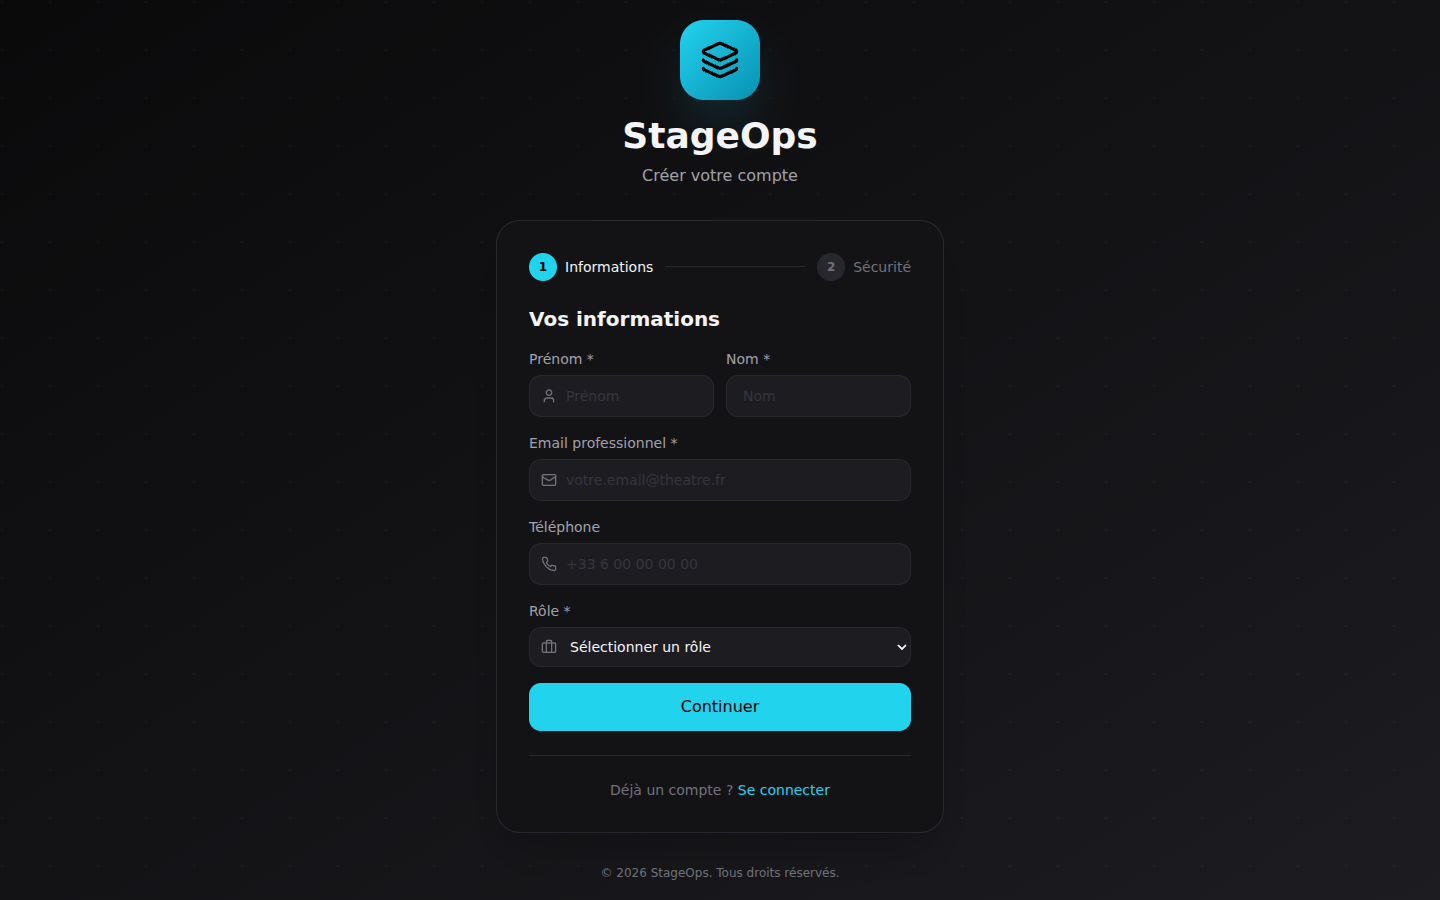 StageOps
Créer votre compte
1 Informations 2 Sécurité
Vos informations
Prénom * Nom *
Prénom Nom
Email professionnel *
votre.email@theatre.fr
Téléphone
+33 6 00 00 00 00
Rôle *
Sélectionner un rôle
Continuer
Déjà un compte ? Se connecter
© 2026 StageOps. Tous droits réservés.